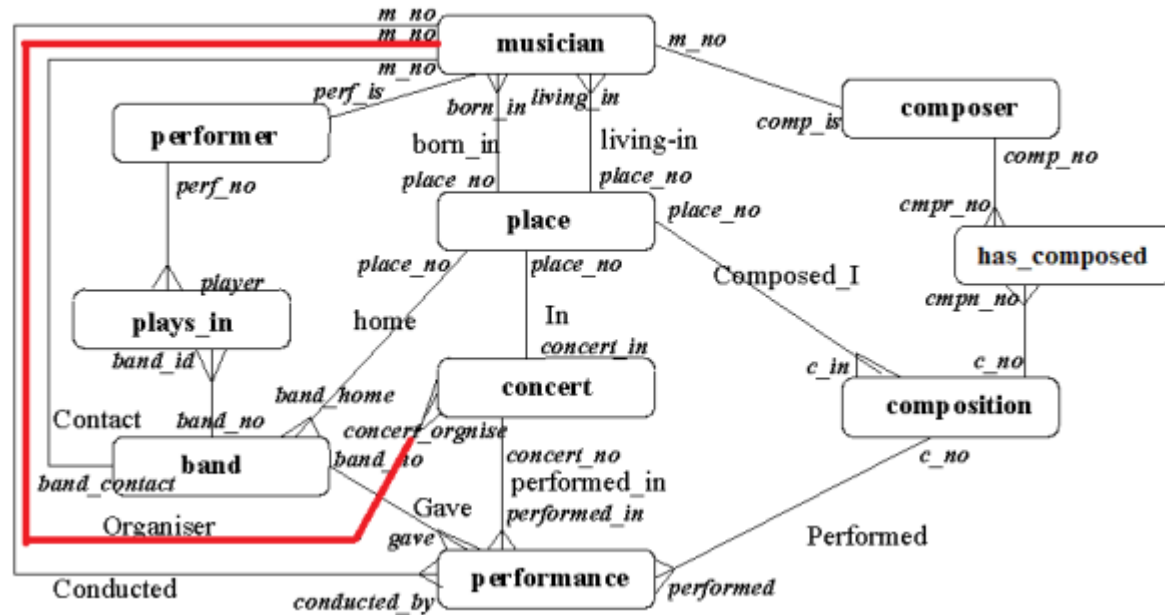 m_no
m_no
musician
m_no
m_no
perf_is
born_in
living_in
composer
comp_is
performer
born_in
living-in
comp_no
perf_no
place_no
place_no
cmpr_no
place
place_no
has_composed
place_no
place_no
Composed_I
cmpn_no
player
plays_in
home
In
band_id
concert_in
c_in
c_no
concert
band_home
composition
Contact
band_no
concert_orgnise
band
band_no
concert_no
c_no
band_contact
performed_in
Gave
Organiser
performed_in
gave
Performed
performance
Conducted
performed
conducted_by